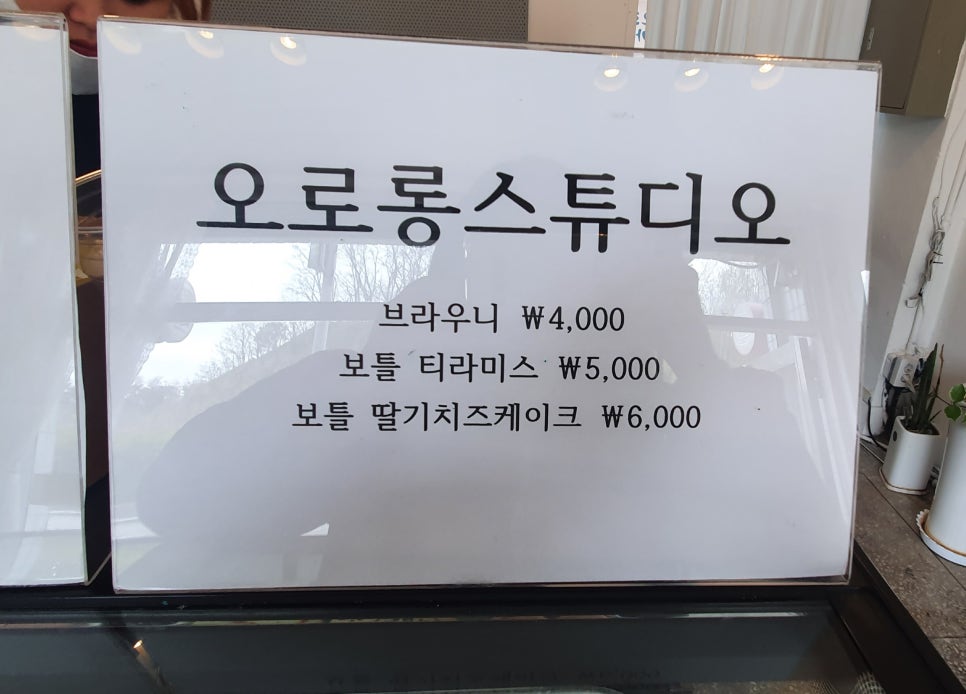 오로롱스튜디오
브라우니 ₩4,000
보틀 티라미스 ₩5,000
보틀 딸기치즈케이크 ₩6,000